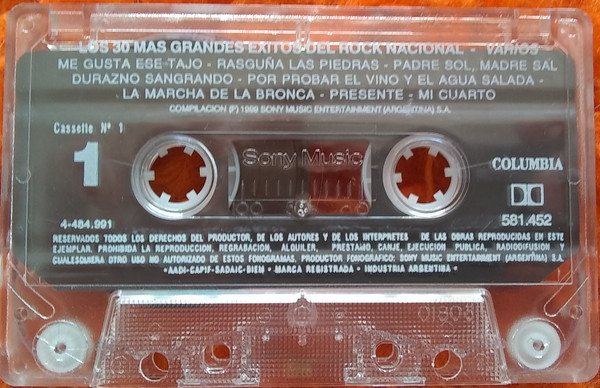 LOS 30 MAS GRANDES EXITOS DEL ROCK NACIONAL - VARIOS
ME GUSTA ESE TAJO - RASGUÑA LAS PIEDRAS - PADRE SOL, MADRE SAL
DURAZNO SANGRANDO - POR PROBAR EL VINO Y EL AGUA SALADA -
LA MARCHA DE LA BRONCA - PRESENTE - MI CUARTO
COMPILACION (P) 1999 SONY MUSIC ENTERTAINMENT (ARGENTINA) S.A.
Cassette Nº 1
1
Sony Music
COLUMBIA
4-484.991
581.452
RESERVADOS TODOS LOS DERECHOS DEL PRODUCTOR, DE LOS AUTORES Y DE LOS INTERPRETES DE LAS OBRAS REPRODUCIDAS EN ESTE
EJEMPLAR. PROHIBIDA LA REPRODUCCION, REGRABACION, ALQUILER, PRESTAMO, CANJE, EJECUCION PUBLICA, RADIODIFUSION Y
CUALESQUIERA OTRO USO NO AUTORIZADO DE ESTOS FONOGRAMAS. PRODUCTOR FONOGRAFICO: SONY MUSIC ENTERTAINMENT (ARGENTINA) S.A.
-AADI-CAPIF-SADAIC-BIEM - MARCA REGISTRADA - INDUSTRIA ARGENTINA -